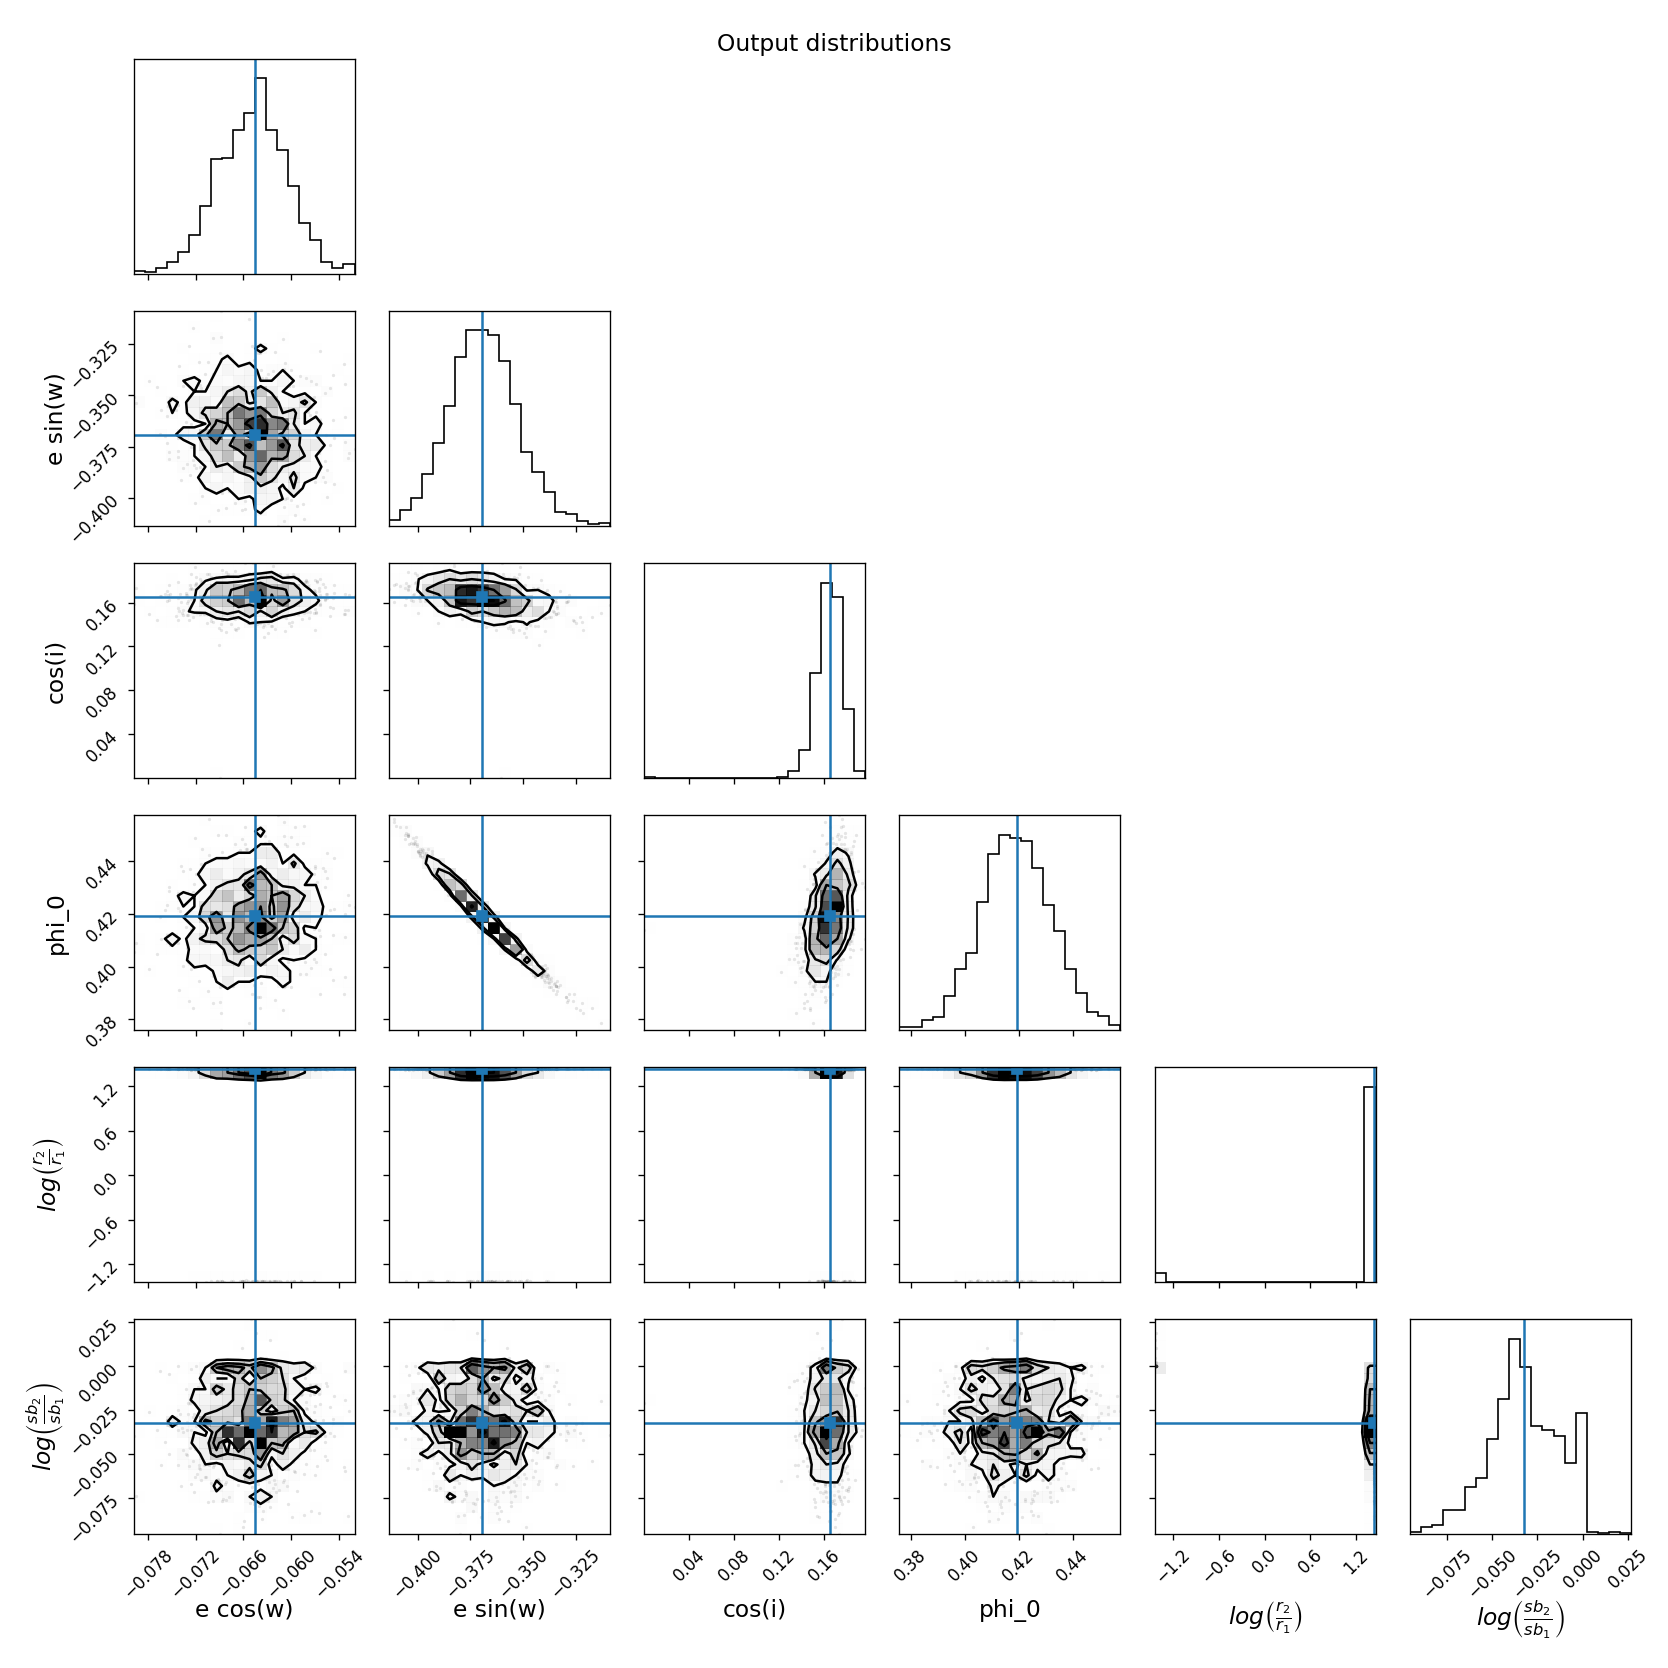 Output distributions
e sin(w)
−0.325
−0.350
−0.375
−0.400
cos(i)
0.16
0.12
0.08
0.04
phi_0
0.44
0.42
0.40
0.38
log(r₂/r₁)
1.2
0.6
0.0
−0.6
−1.2
log(sb₂/sb₁)
0.025
0.000
−0.025
−0.050
−0.075
−0.078 −0.072 −0.066 −0.060 −0.054 −0.400 −0.375 −0.350 −0.325 0.04 0.08 0.12 0.16 0.38 0.40 0.42 0.44 −1.2 −0.6 0.0 0.6 1.2 −0.075 −0.050 −0.025 0.000 0.025
e cos(w) e sin(w) cos(i) phi_0 log(r₂/r₁) log(sb₂/sb₁)